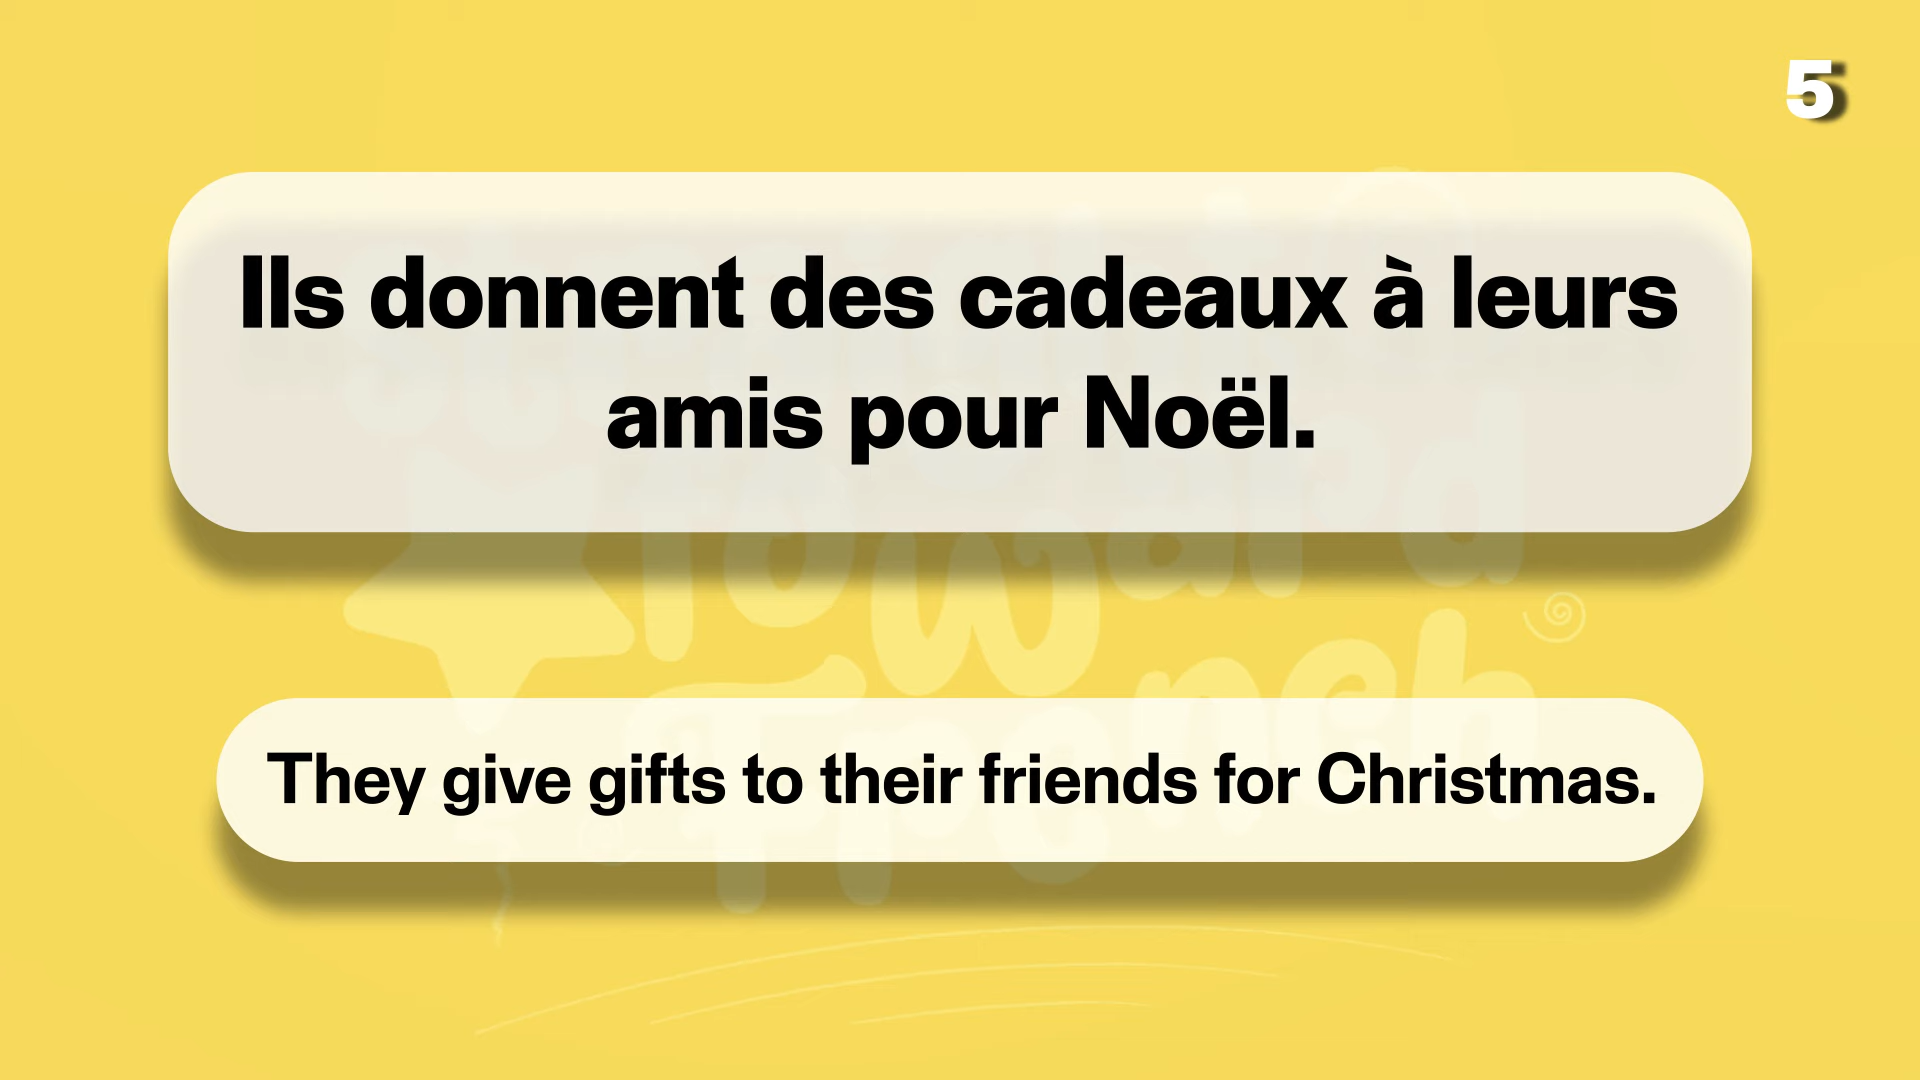 5
Ils donnent des cadeaux à leurs
amis pour Noël.
They give gifts to their friends for Christmas.